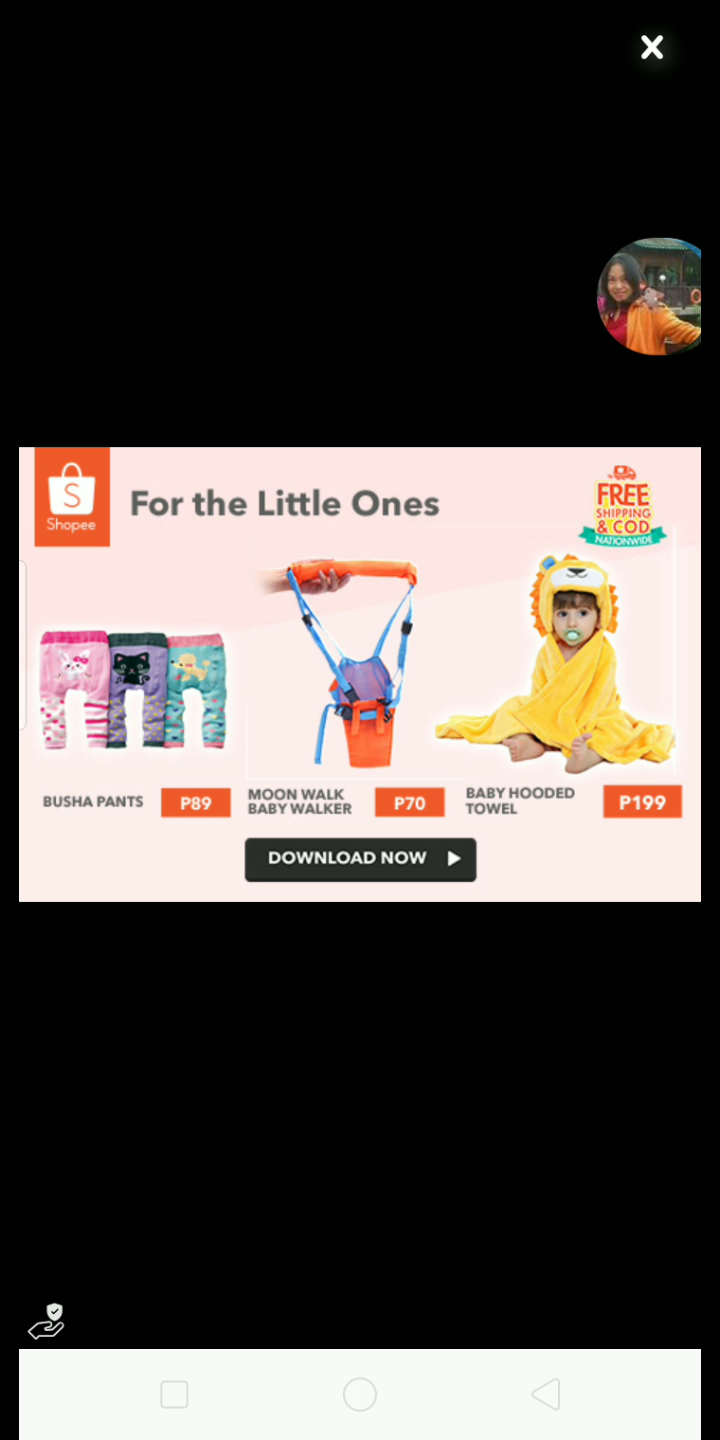 For the Little Ones
S
Shopee
FREE
SHIPPING
& COD
NATIONWIDE
BUSHA PANTS
P89
MOON WALK
BABY WALKER
P70
BABY HOODED
TOWEL
P199
DOWNLOAD NOW